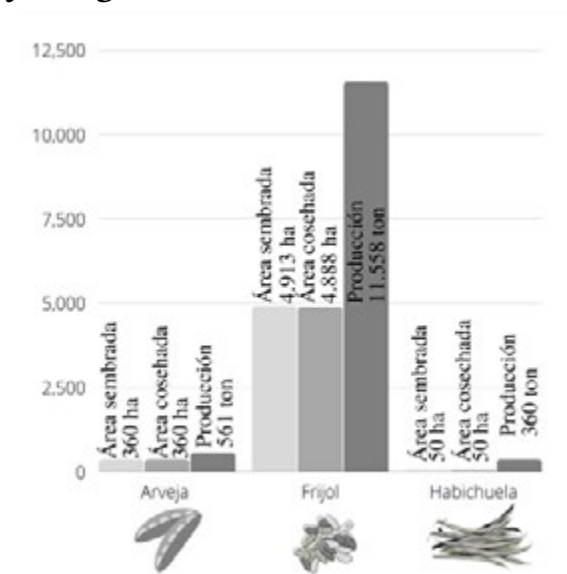 12,500
10,000
7,500
5,000
2,500
0
Área sembrada
360 ha
Área cosehada
360 ha
Producción
561 ton
Área sembrada
4.913 ha
Área cosehada
4.888 ha
Producción
11.558 ton
Área sembrada
50 ha
Área cosechada
50 ha
Producción
360 ton
Arveja
Frijol
Habichuela